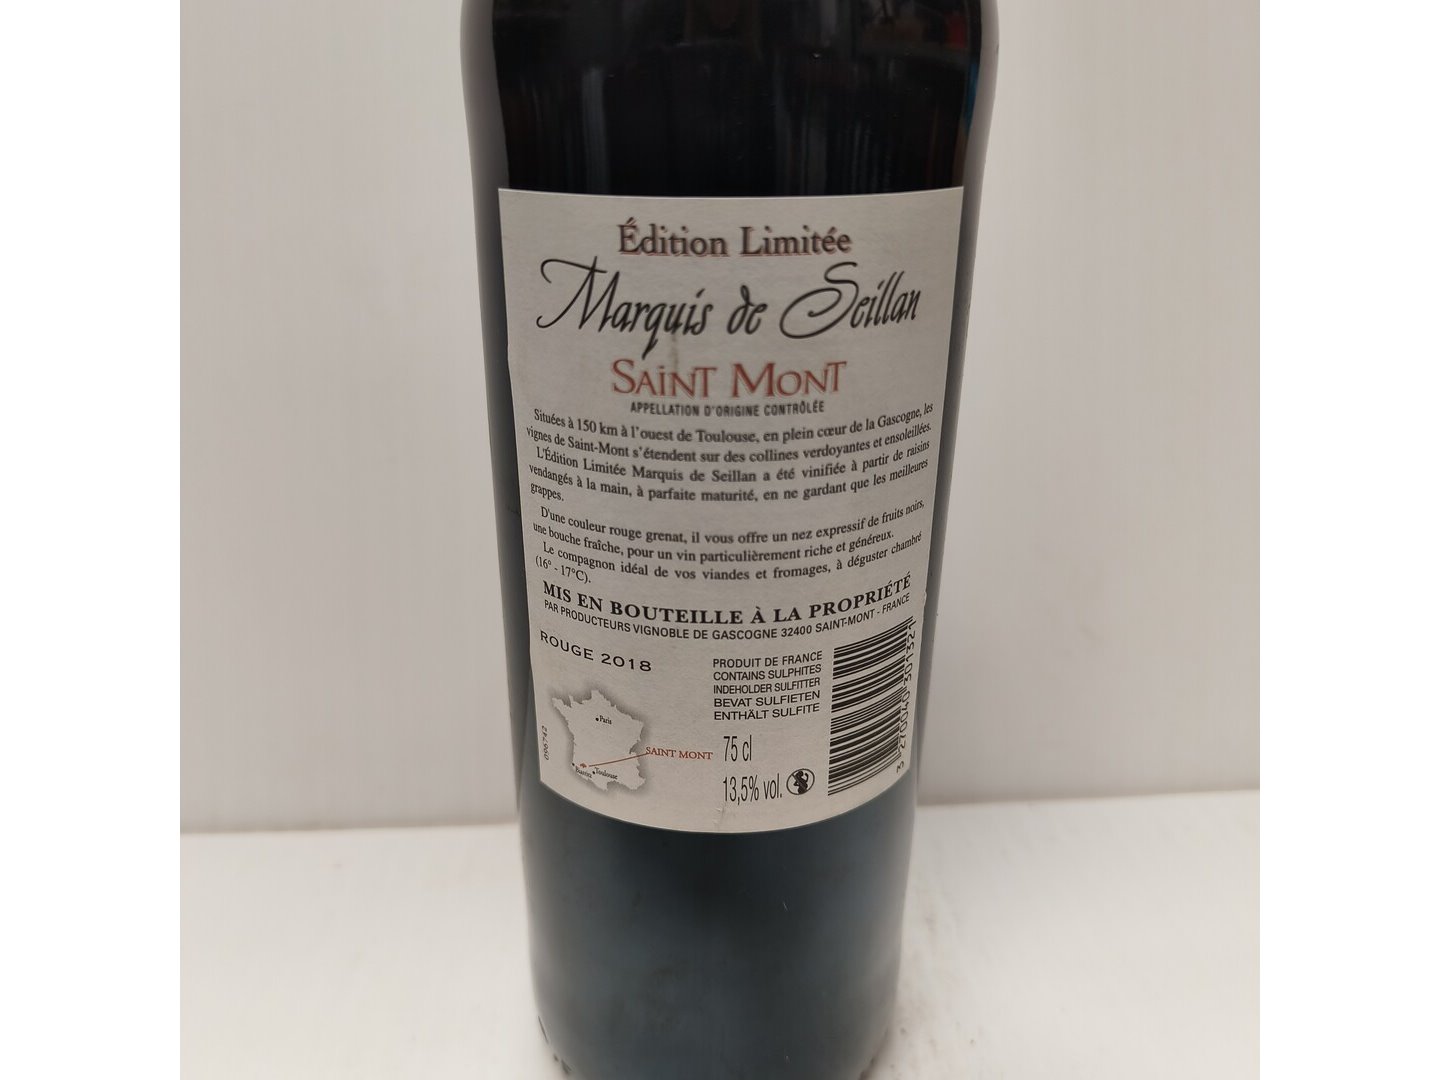 Édition Limitée
Marquis de Seillan
SAINT MONT
APPELLATION D'ORIGINE CONTRÔLÉE
Situées à 150 km à l'ouest de Toulouse, en plein cœur de la Gascogne, les
vignes de Saint-Mont s'étendent sur des collines verdoyantes et ensoleillées.
L'Édition Limitée Marquis de Seillan a été vinifiée à partir de raisins
vendangés à la main, à parfaite maturité, en ne gardant que les meilleures
grappes.
D'une couleur rouge grenat, il vous offre un nez expressif de fruits noirs,
une bouche fraîche, pour un vin particulièrement riche et généreux.
Le compagnon idéal de vos viandes et fromages, à déguster chambré
(16° - 17°C).
MIS EN BOUTEILLE À LA PROPRIÉTÉ
PAR PRODUCTEURS VIGNOBLE DE GASCOGNE 32400 SAINT-MONT - FRANCE
ROUGE 2018
PRODUIT DE FRANCE
CONTAINS SULPHITES
INDEHOLDER SULFITTER
BEVAT SULFIETEN
ENTHÄLT SULFITE
Paris
SAINT MONT
Biarritz
Toulouse
096742
75 cl
13,5% vol.
3 270040 301321